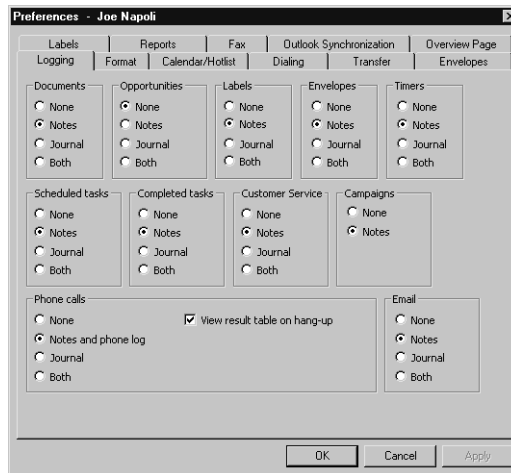 Preferences - Joe Napoli
Labels Reports Fax Outlook Synchronization Overview Page
Logging Format Calendar/Hotlist Dialing Transfer Envelopes
Documents Opportunities Labels Envelopes Timers
None None None None None
Notes Notes Notes Notes Notes
Journal Journal Journal Journal Journal
Both Both Both Both Both
Scheduled tasks Completed tasks Customer Service Campaigns
None None None None
Notes Notes Notes Notes
Journal Journal Journal
Both Both Both
Phone calls Email
None View result table on hang-up None
Notes and phone log Notes
Journal Journal
Both Both
OK Cancel Apply